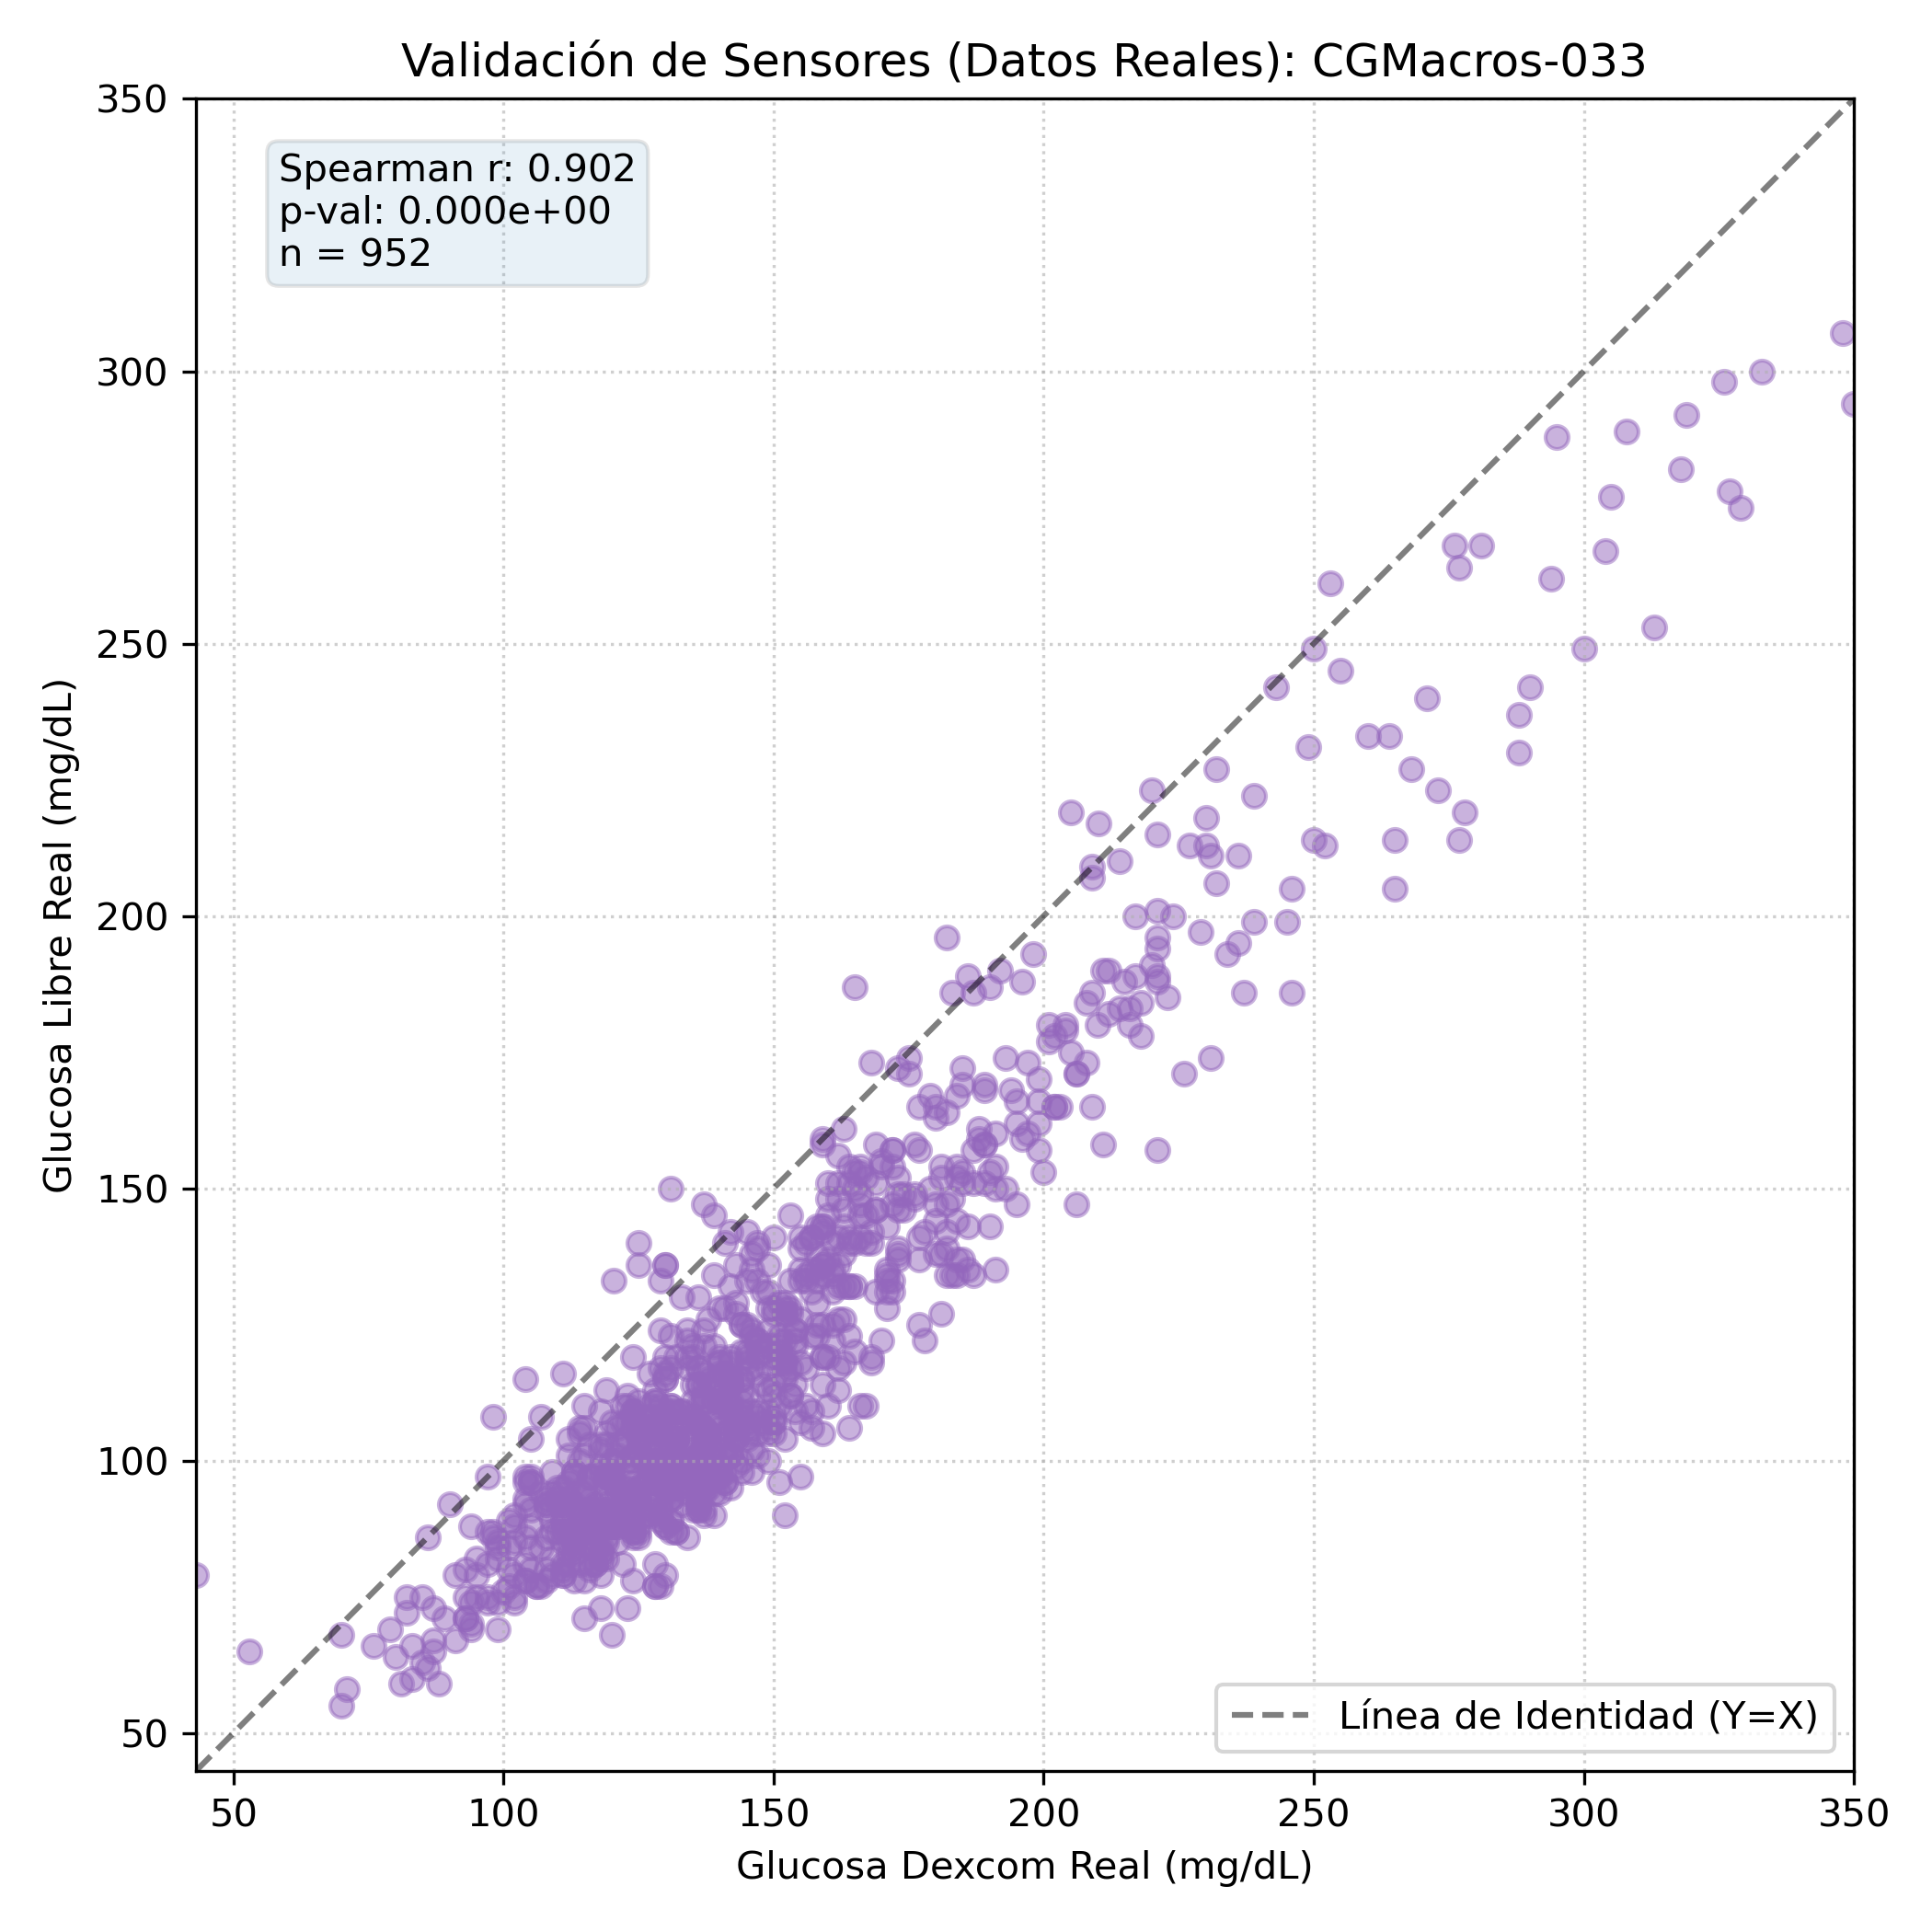 Validación de Sensores (Datos Reales): CGMacros-033
350
300
250
200
150
100
50
Glucosa Libre Real (mg/dL)
Spearman r: 0.902
p-val: 0.000e+00
n = 952
Línea de Identidad (Y=X)
50 100 150 200 250 300 350
Glucosa Dexcom Real (mg/dL)